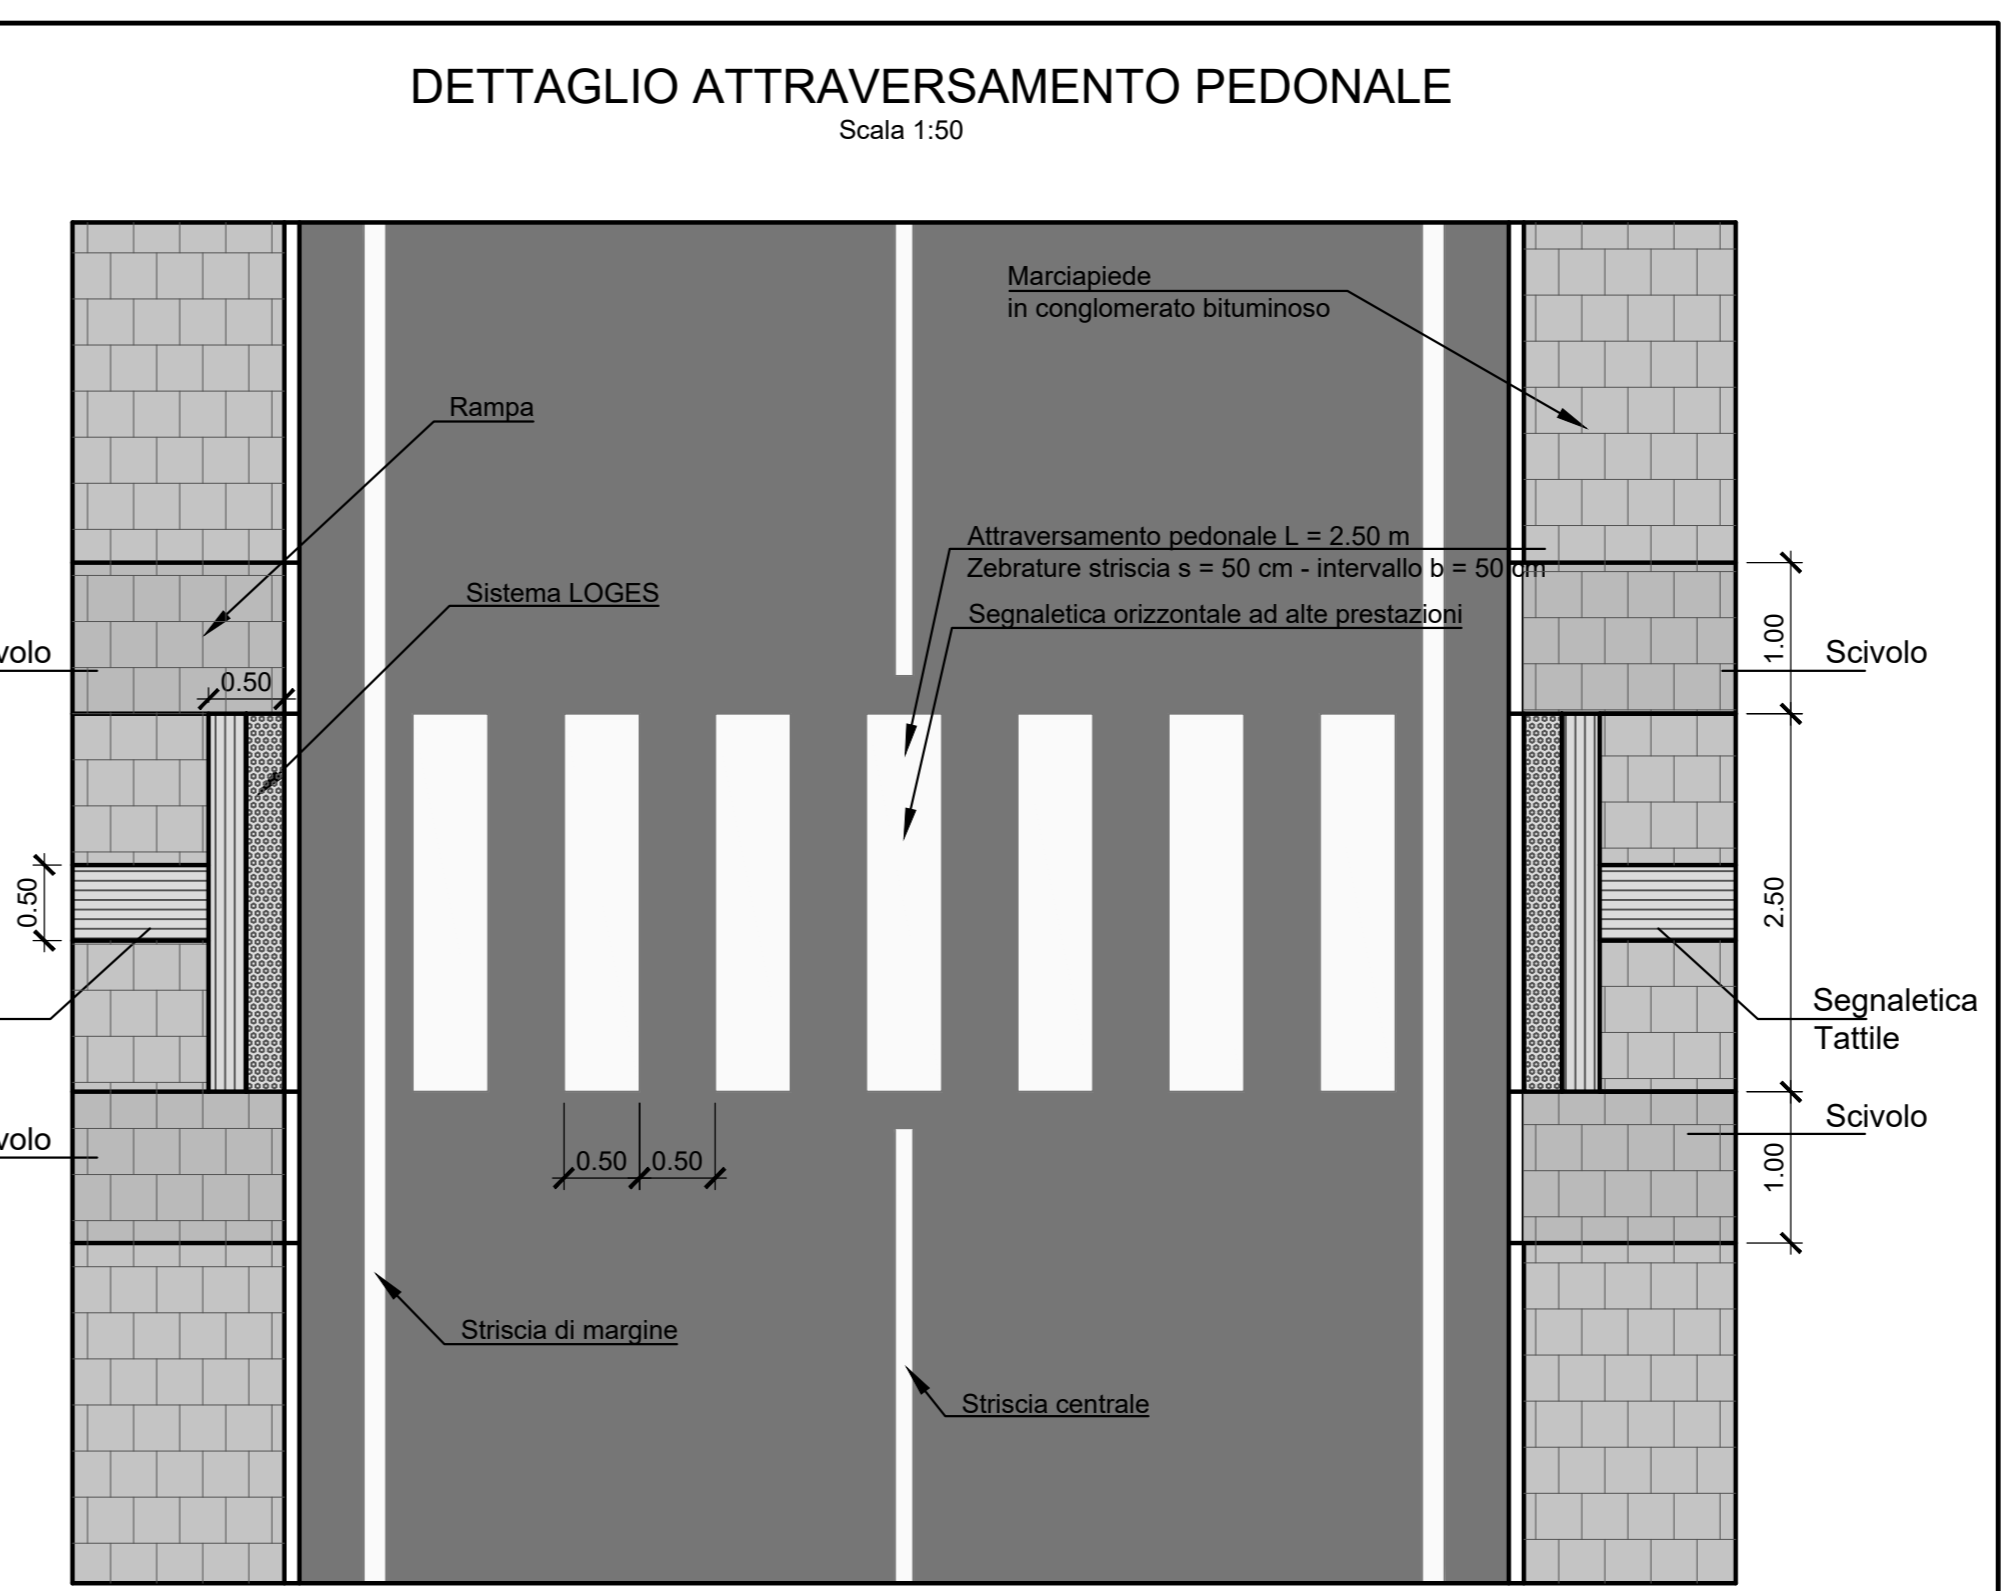 DETTAGLIO ATTRAVERSAMENTO PEDONALE
Scala 1:50
Marciapiede
in conglomerato bituminoso
Rampa
Attraversamento pedonale L = 2.50 m
Zebrature striscia s = 50 cm - intervallo b = 50 cm
Sistema LOGES
Segnaletica orizzontale ad alte prestazioni
1.00
volo
Scivolo
0.50
0.50
2.50
Segnaletica
Tattile
volo
Scivolo
0.50
0.50
1.00
Striscia di margine
Striscia centrale